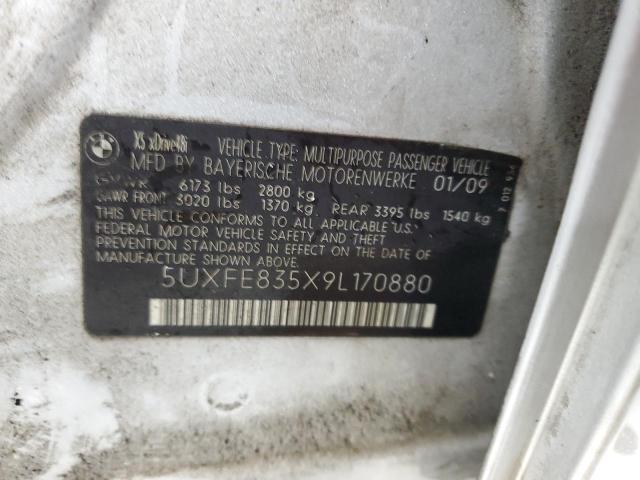 X5 xDrive48i
VEHICLE TYPE: MULTIPURPOSE PASSENGER VEHICLE
MFD BY BAYERISCHE MOTORENWERKE 01/09
GVWR 6173 lbs 2800 kg
GAWR FRONT 3020 lbs 1370 kg REAR 3395 lbs 1540 kg
THIS VEHICLE CONFORMS TO ALL APPLICABLE U.S.
FEDERAL MOTOR VEHICLE SAFETY AND THEFT
PREVENTION STANDARDS IN EFFECT ON THE DATE OF
MANUFACTURE SHOWN ABOVE.
5UXFE835X9L170880